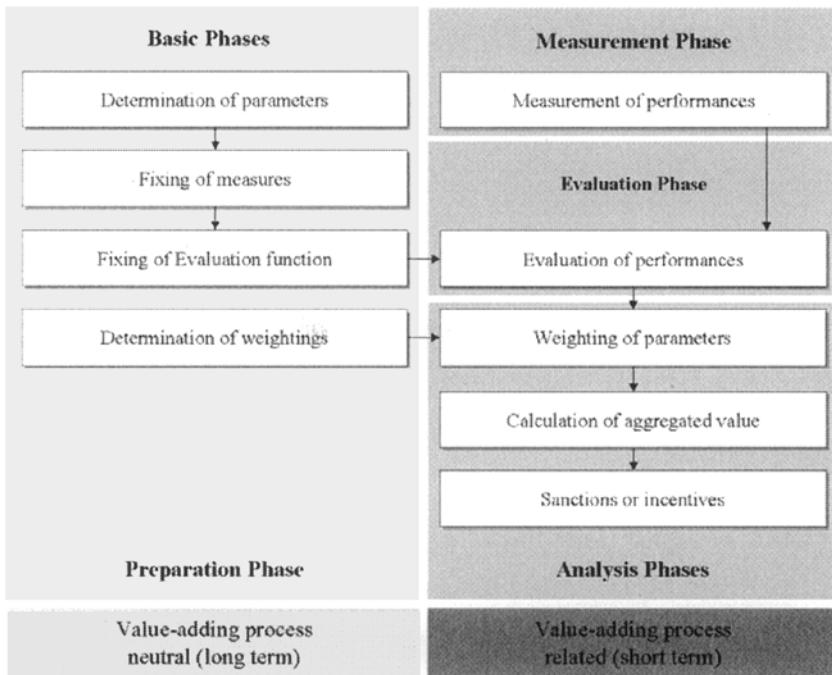 Basic Phases
Determination of parameters
Fixing of measures
Fixing of Evaluation function
Determination of weightings
Preparation Phase
Value-adding process
neutral (long term)
Measurement Phase
Measurement of performances
Evaluation Phase
Evaluation of performances
Weighting of parameters
Calculation of aggregated value
Sanctions or incentives
Analysis Phases
Value-adding process
related (short term)